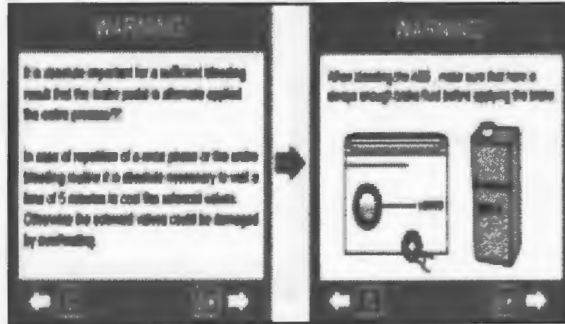 WARNING!
It is absolute important for a sufficient bleeding
result that the brake pedal is alternate applied
the entire process!!!
In case of repetition of a phase or the entire
bleeding routine it is absolute necessary to wait a
time of 5 minutes to cool the solenoid valves.
Otherwise the solenoid valves could be damaged
by overheating.
WARNING!
When bleeding the ABS, make sure that there is
always enough brake fluid before applying the brake